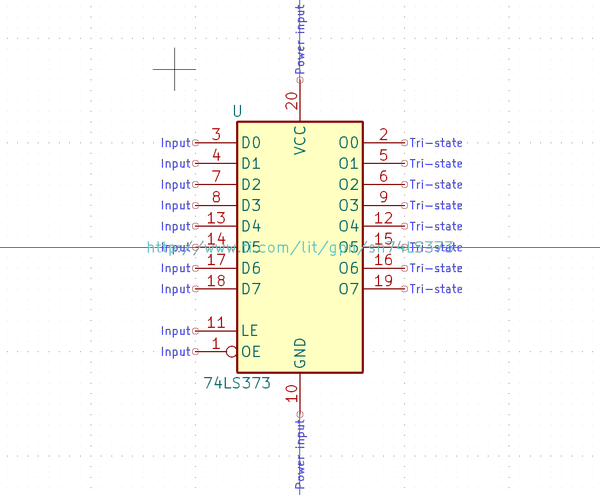 Power input
20
U
VCC
Input 3 D0 O0 2 Tri-state
Input 4 D1 O1 5 Tri-state
Input 7 D2 O2 6 Tri-state
Input 8 D3 O3 9 Tri-state
Input 13 D4 O4 12 Tri-state
Input 14 D5 O5 15 Tri-state
http://www.ti.com/lit/gpn/sn74LS373
Input 17 D6 O6 16 Tri-state
Input 18 D7 O7 19 Tri-state
Input 11 LE
Input 1 OE
GND
74LS373
10
Power input